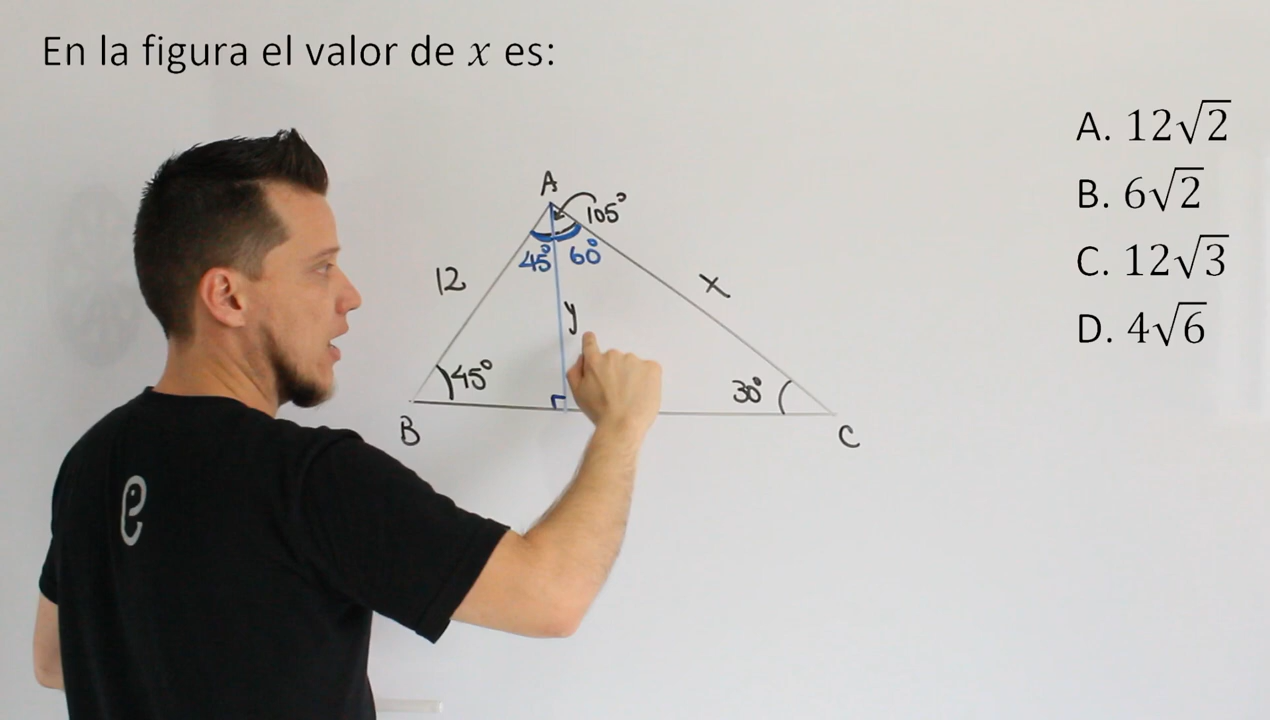 En la figura el valor de x es:
A. 12√2
B. 6√2
C. 12√3
D. 4√6
A
105°
45° 60°
12
x
y
45°
30°
B
C
e